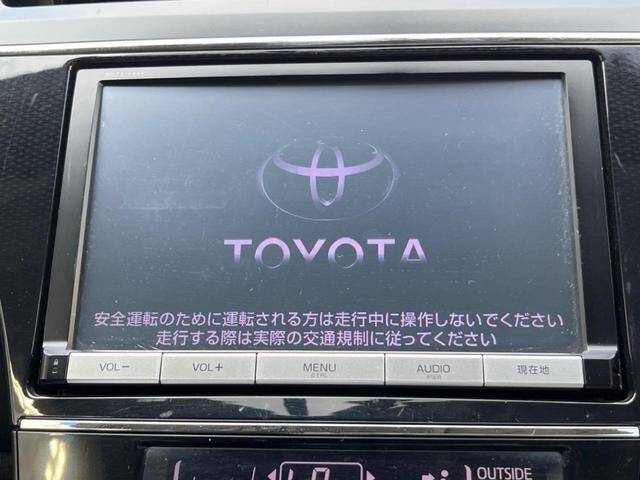 TOYOTA
安全運転のために運転される方は走行中に操作しないでください
走行する際は実際の交通規制に従ってください
VOL− VOL+ MENU AUDIO 現在地
CTRL
OUTSIDE